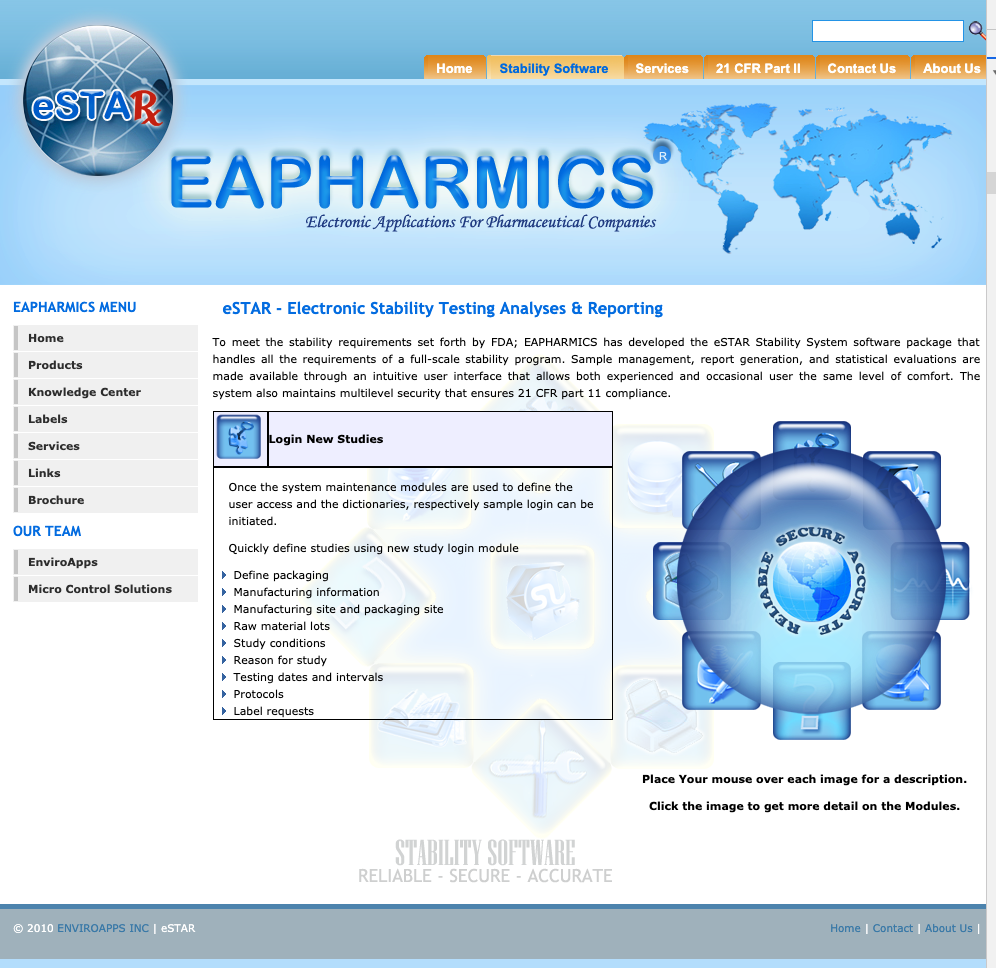 Home
Stability Software
Services
21 CFR Part II
Contact Us
About Us
eSTARx
EAPHARMICS®
Electronic Applications For Pharmaceutical Companies
EAPHARMICS MENU
Home
Products
Knowledge Center
Labels
Services
Links
Brochure
OUR TEAM
EnviroApps
Micro Control Solutions
eSTAR - Electronic Stability Testing Analyses & Reporting
To meet the stability requirements set forth by FDA; EAPHARMICS has developed the eSTAR Stability System software package that
handles all the requirements of a full-scale stability program. Sample management, report generation, and statistical evaluations are
made available through an intuitive user interface that allows both experienced and occasional user the same level of comfort. The
system also maintains multilevel security that ensures 21 CFR part 11 compliance.
Login New Studies
Once the system maintenance modules are used to define the
user access and the dictionaries, respectively sample login can be
initiated.
Quickly define studies using new study login module
Define packaging
Manufacturing information
Manufacturing site and packaging site
Raw material lots
Study conditions
Reason for study
Testing dates and intervals
Protocols
Label requests
RELIABLE SECURE ACCURATE
?
Place Your mouse over each image for a description.
Click the image to get more detail on the Modules.
STABILITY SOFTWARE
RELIABLE - SECURE - ACCURATE
© 2010 ENVIROAPPS INC | eSTAR
Home | Contact | About Us |